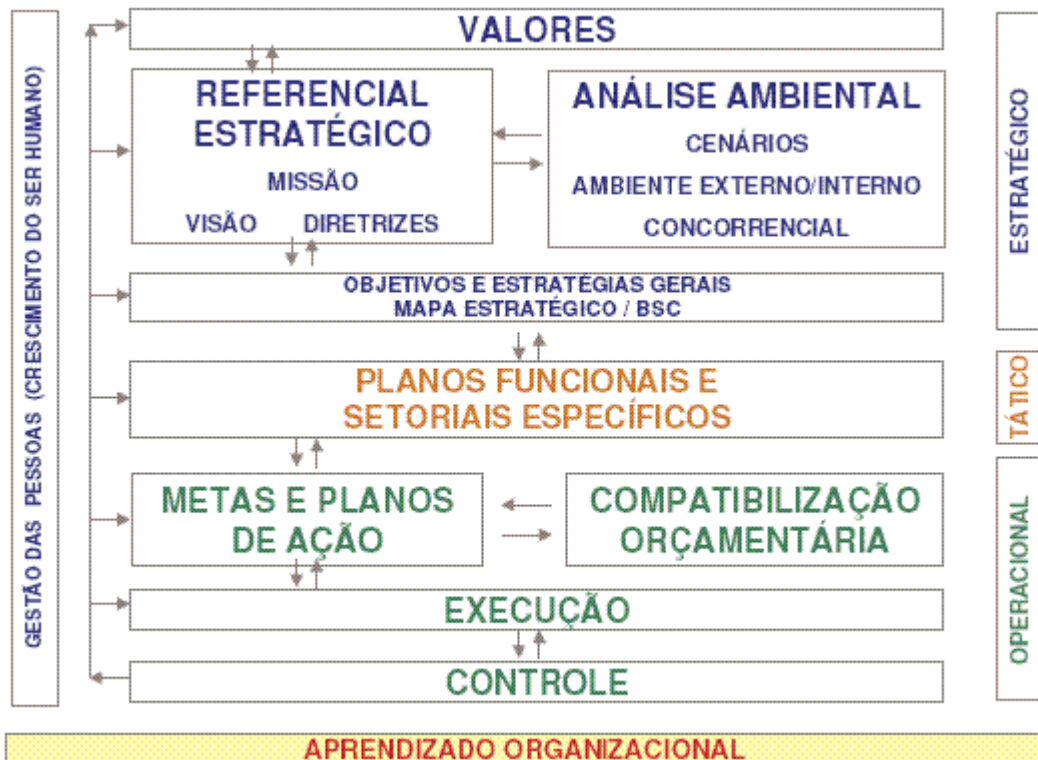 GESTÃO DAS PESSOAS (CRESCIMENTO DO SER HUMANO)
VALORES
REFERENCIAL
ESTRATÉGICO
MISSÃO
VISÃO DIRETRIZES
ANÁLISE AMBIENTAL
CENÁRIOS
AMBIENTE EXTERNO/INTERNO
CONCORRENCIAL
OBJETIVOS E ESTRATÉGIAS GERAIS
MAPA ESTRATÉGICO / BSC
PLANOS FUNCIONAIS E
SETORIAIS ESPECÍFICOS
METAS E PLANOS
DE AÇÃO
COMPATIBILIZAÇÃO
ORÇAMENTÁRIA
EXECUÇÃO
CONTROLE
ESTRATÉGICO
TÁTICO
OPERACIONAL
APRENDIZADO ORGANIZACIONAL